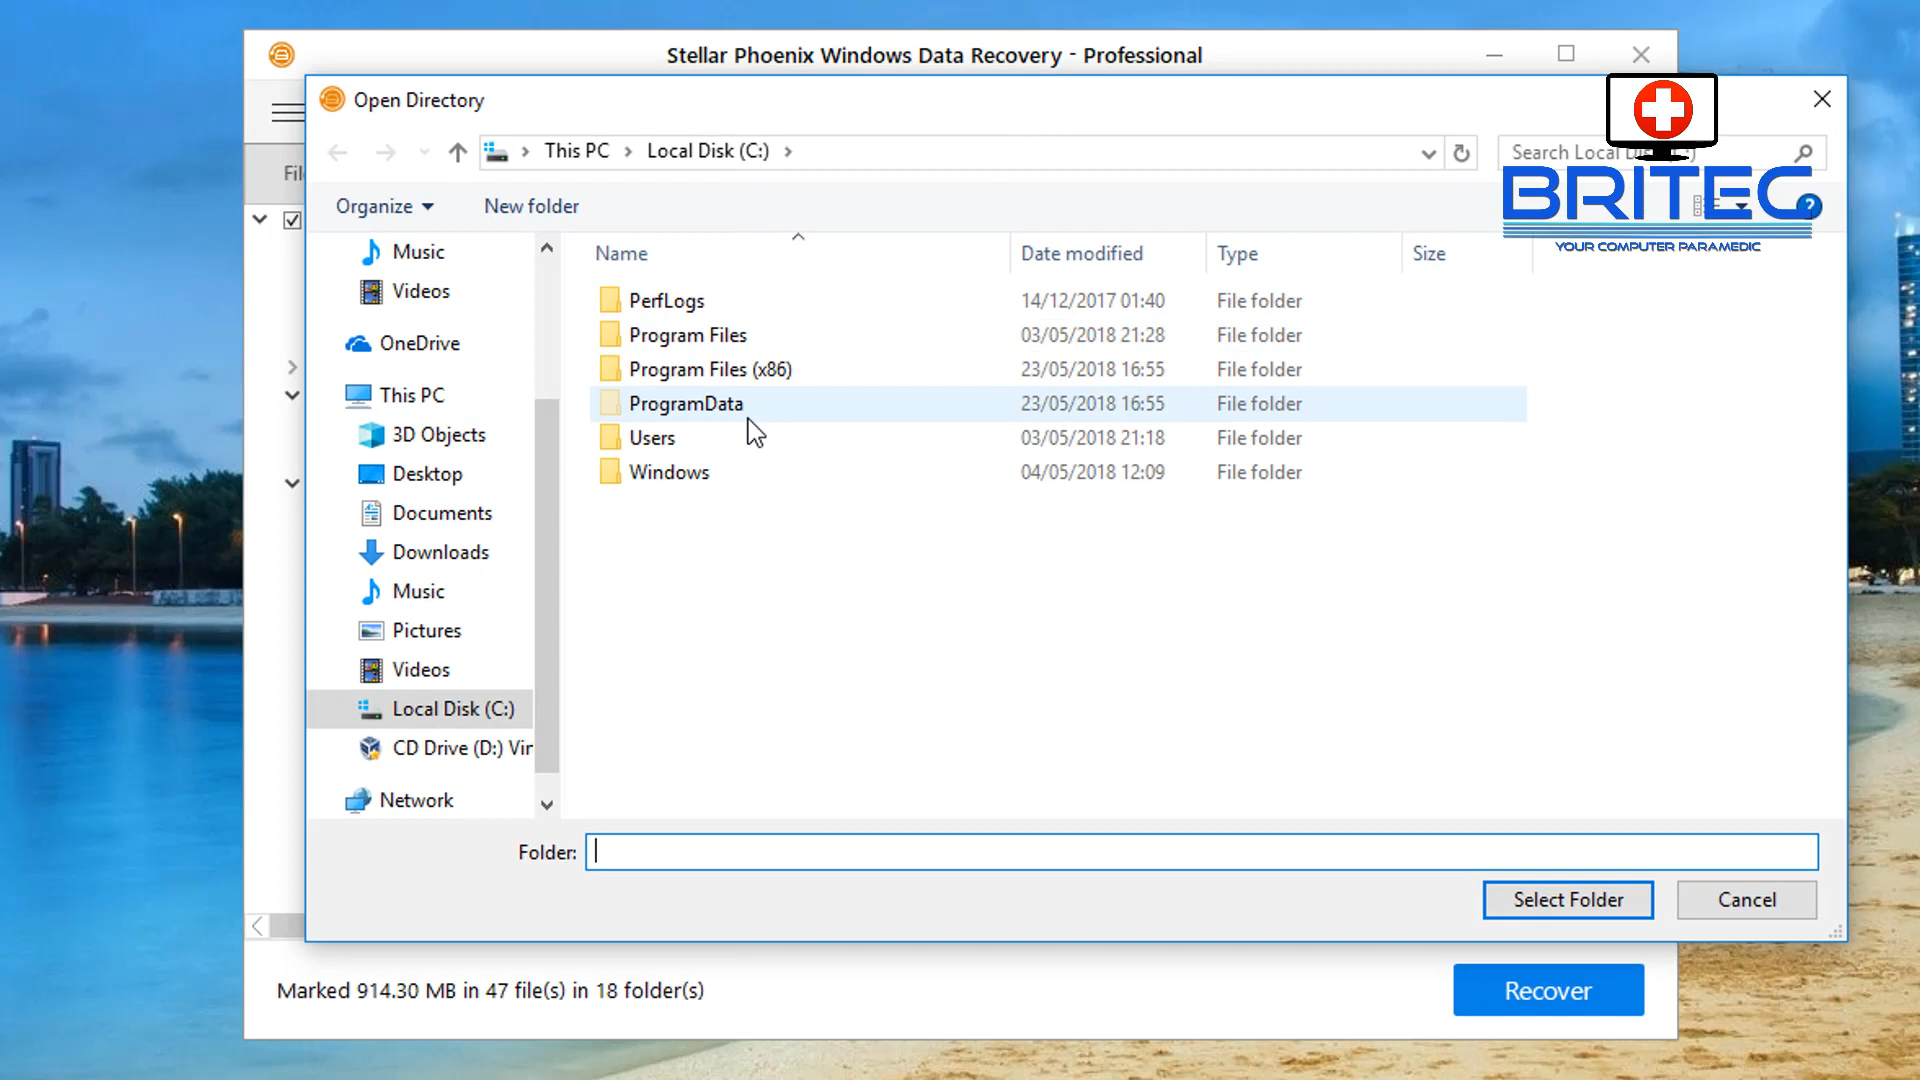 Stellar Phoenix Windows Data Recovery - Professional
Open Directory
This PC
Local Disk (C:)
Search Local
BRITEC
YOUR COMPUTER PARAMEDIC
Organize
New folder
?
Name
Date modified
Type
Size
Music
Videos
OneDrive
This PC
3D Objects
Desktop
Documents
Downloads
Music
Pictures
Videos
Local Disk (C:)
CD Drive (D:) Vir
Network
PerfLogs 14/12/2017 01:40 File folder
Program Files 03/05/2018 21:28 File folder
Program Files (x86) 23/05/2018 16:55 File folder
ProgramData 23/05/2018 16:55 File folder
Users 03/05/2018 21:18 File folder
Windows 04/05/2018 12:09 File folder
Folder:
Select Folder
Cancel
Marked 914.30 MB in 47 file(s) in 18 folder(s)
Recover